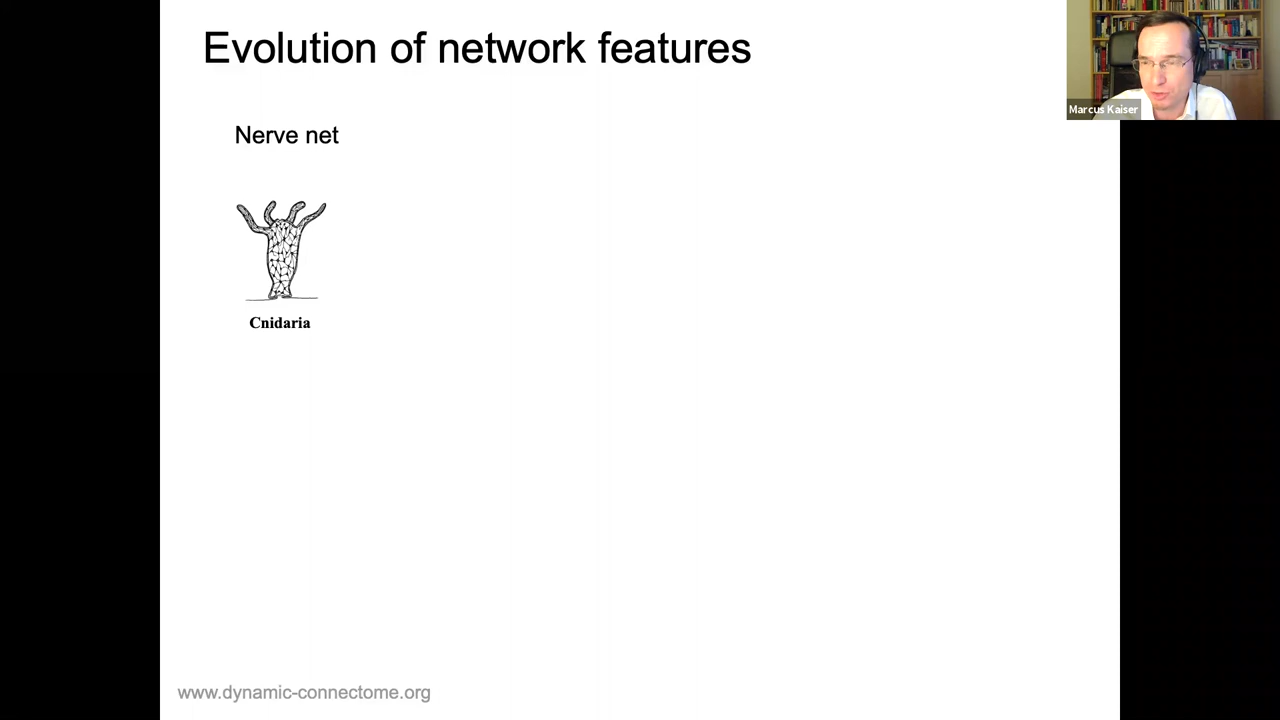 Evolution of network features
Marcus Kaiser
Nerve net
Cnidaria
www.dynamic-connectome.org